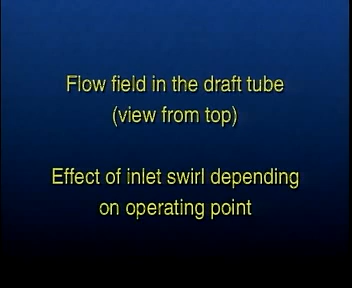 Flow field in the draft tube
(view from top)
Effect of inlet swirl depending
on operating point